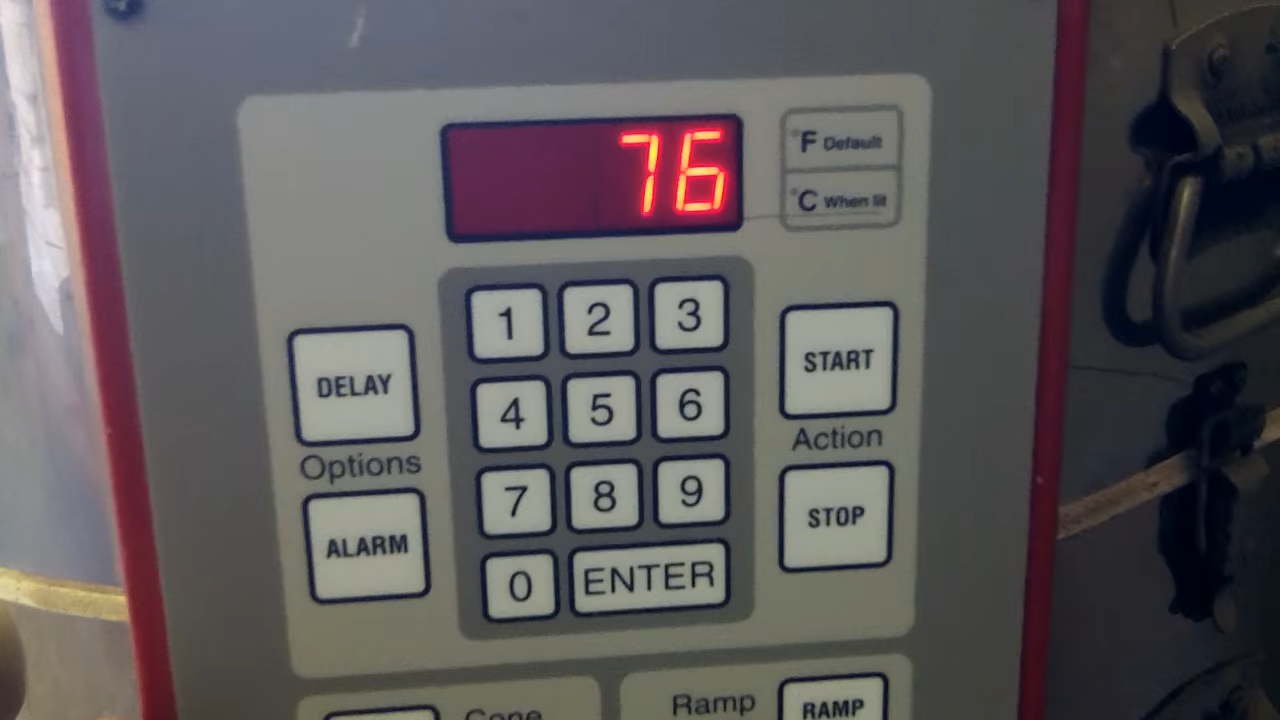 76
°F Default
°C When lit
1 2 3
DELAY
START
4 5 6
Options
Action
7 8 9
ALARM
STOP
0 ENTER
Cone
Ramp
RAMP